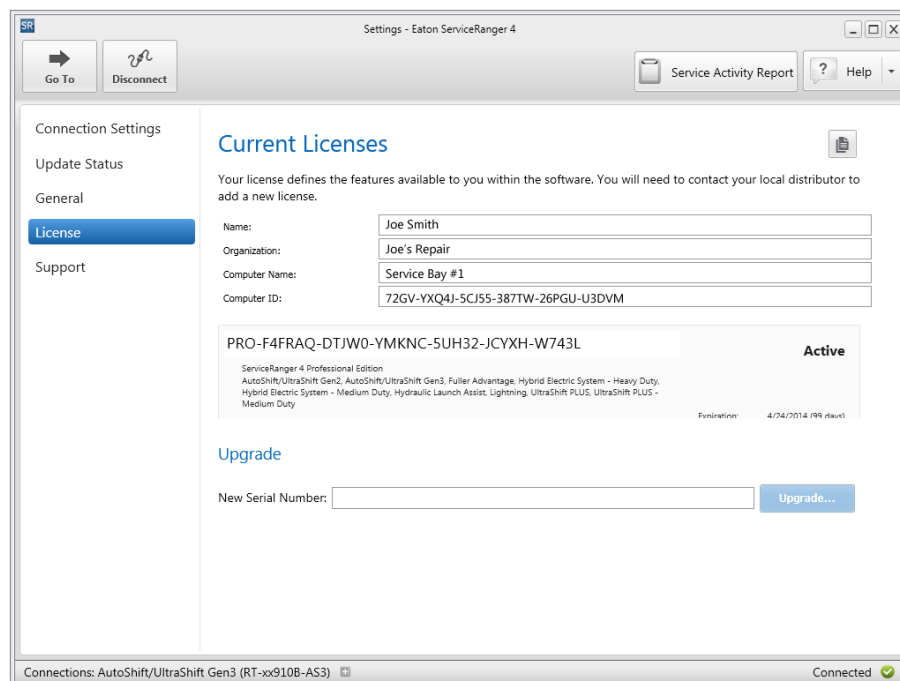 SR
Settings - Eaton ServiceRanger 4
Go To
Disconnect
Service Activity Report
? Help
Connection Settings
Update Status
General
License
Support
Current Licenses
Your license defines the features available to you within the software. You will need to contact your local distributor to
add a new license.
Name: Joe Smith
Organization: Joe's Repair
Computer Name: Service Bay #1
Computer ID: 72GV-YXQ4J-5CJ55-387TW-26PGU-U3DVM
PRO-F4FRAQ-DTJW0-YMKNC-5UH32-JCYXH-W743L
Active
ServiceRanger 4 Professional Edition
AutoShift/UltraShift Gen2, AutoShift/UltraShift Gen3, Fuller Advantage, Hybrid Electric System - Heavy Duty,
Hybrid Electric System - Medium Duty, Hydraulic Launch Assist, Lightning, UltraShift PLUS, UltraShift PLUS -
Medium Duty
Expiration: 4/24/2014 (99 days)
Upgrade
New Serial Number:
Upgrade...
Connections: AutoShift/UltraShift Gen3 (RT-xx910B-AS3)
Connected